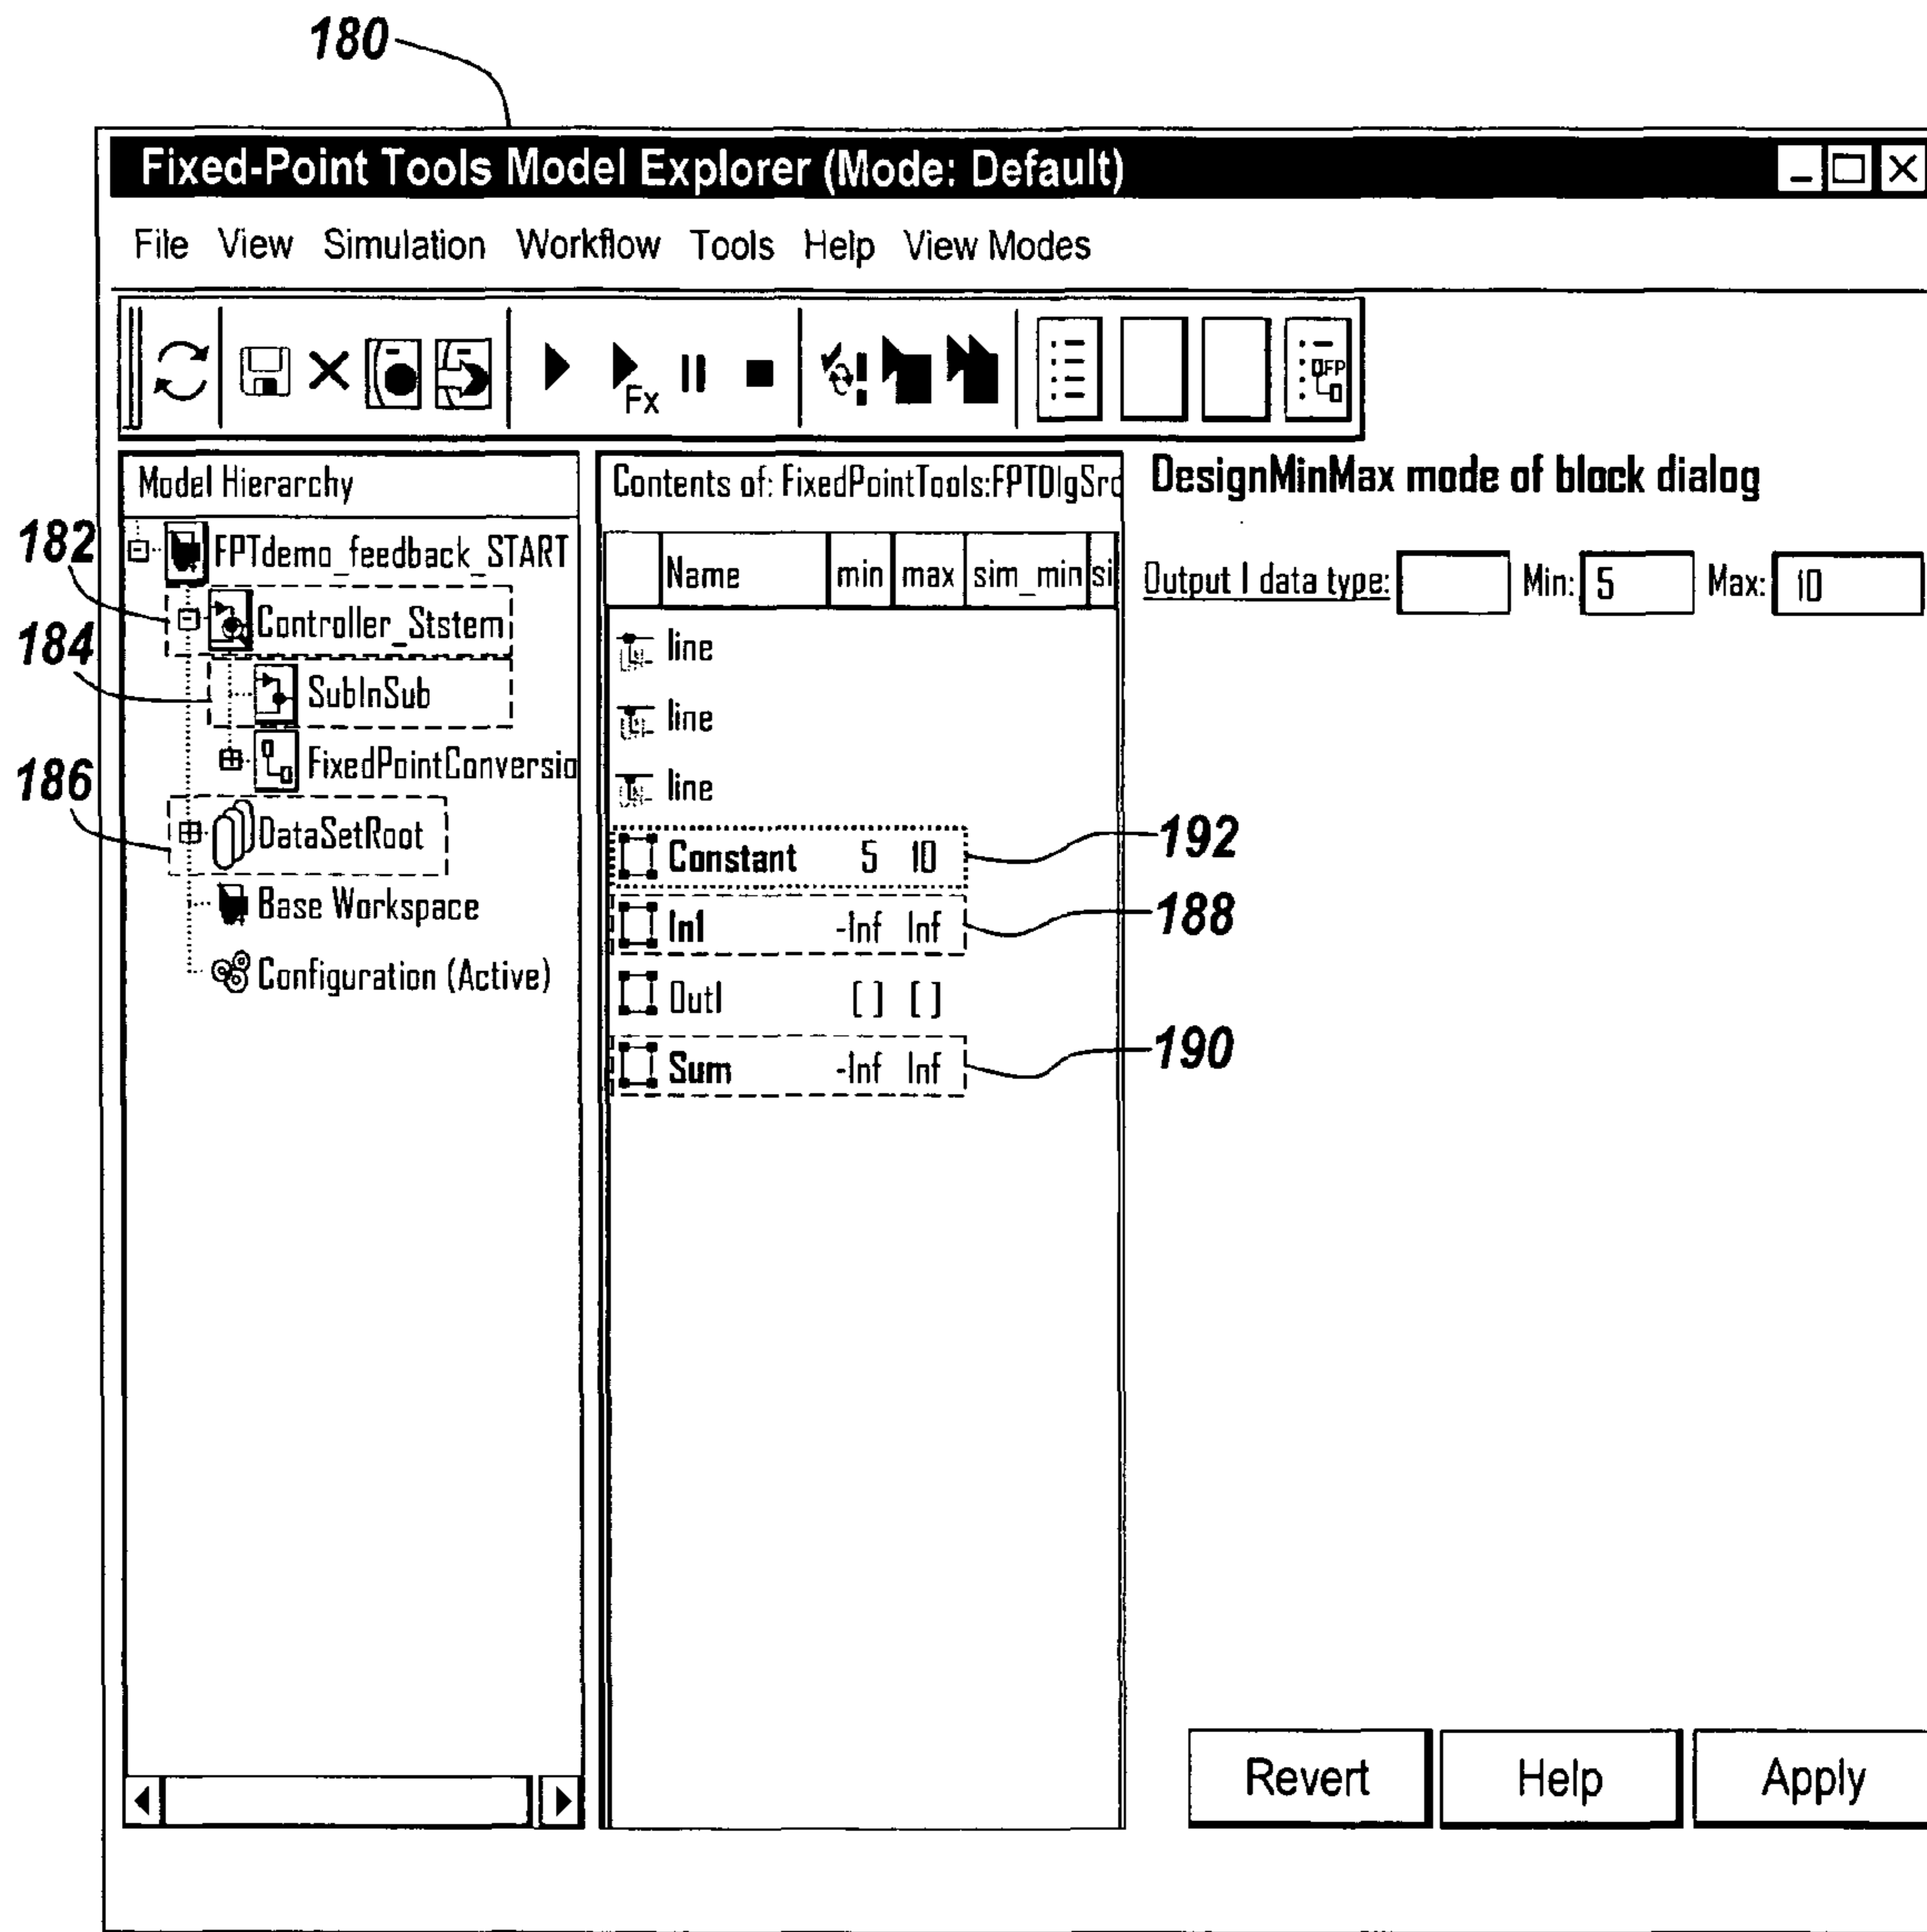 180
Fixed-Point Tools Model Explorer (Mode: Default)
File View Simulation Workflow Tools Help View Modes
Fx
FP
Model Hierarchy
182
FPTdemo_feedback_START
Controller_Ststem
184
SubInSub
FixedPointConversio
186
DataSetRoot
Base Workspace
Configuration (Active)
Contents of: FixedPointTools:FPTDlgSrc
Name min max sim_min si
line
line
line
Constant 5 10
192
In1 -Inf Inf
188
Out1 [ ] [ ]
Sum -Inf Inf
190
DesignMinMax mode of block dialog
Output 1 data type: Min: 5 Max: 10
Revert Help Apply